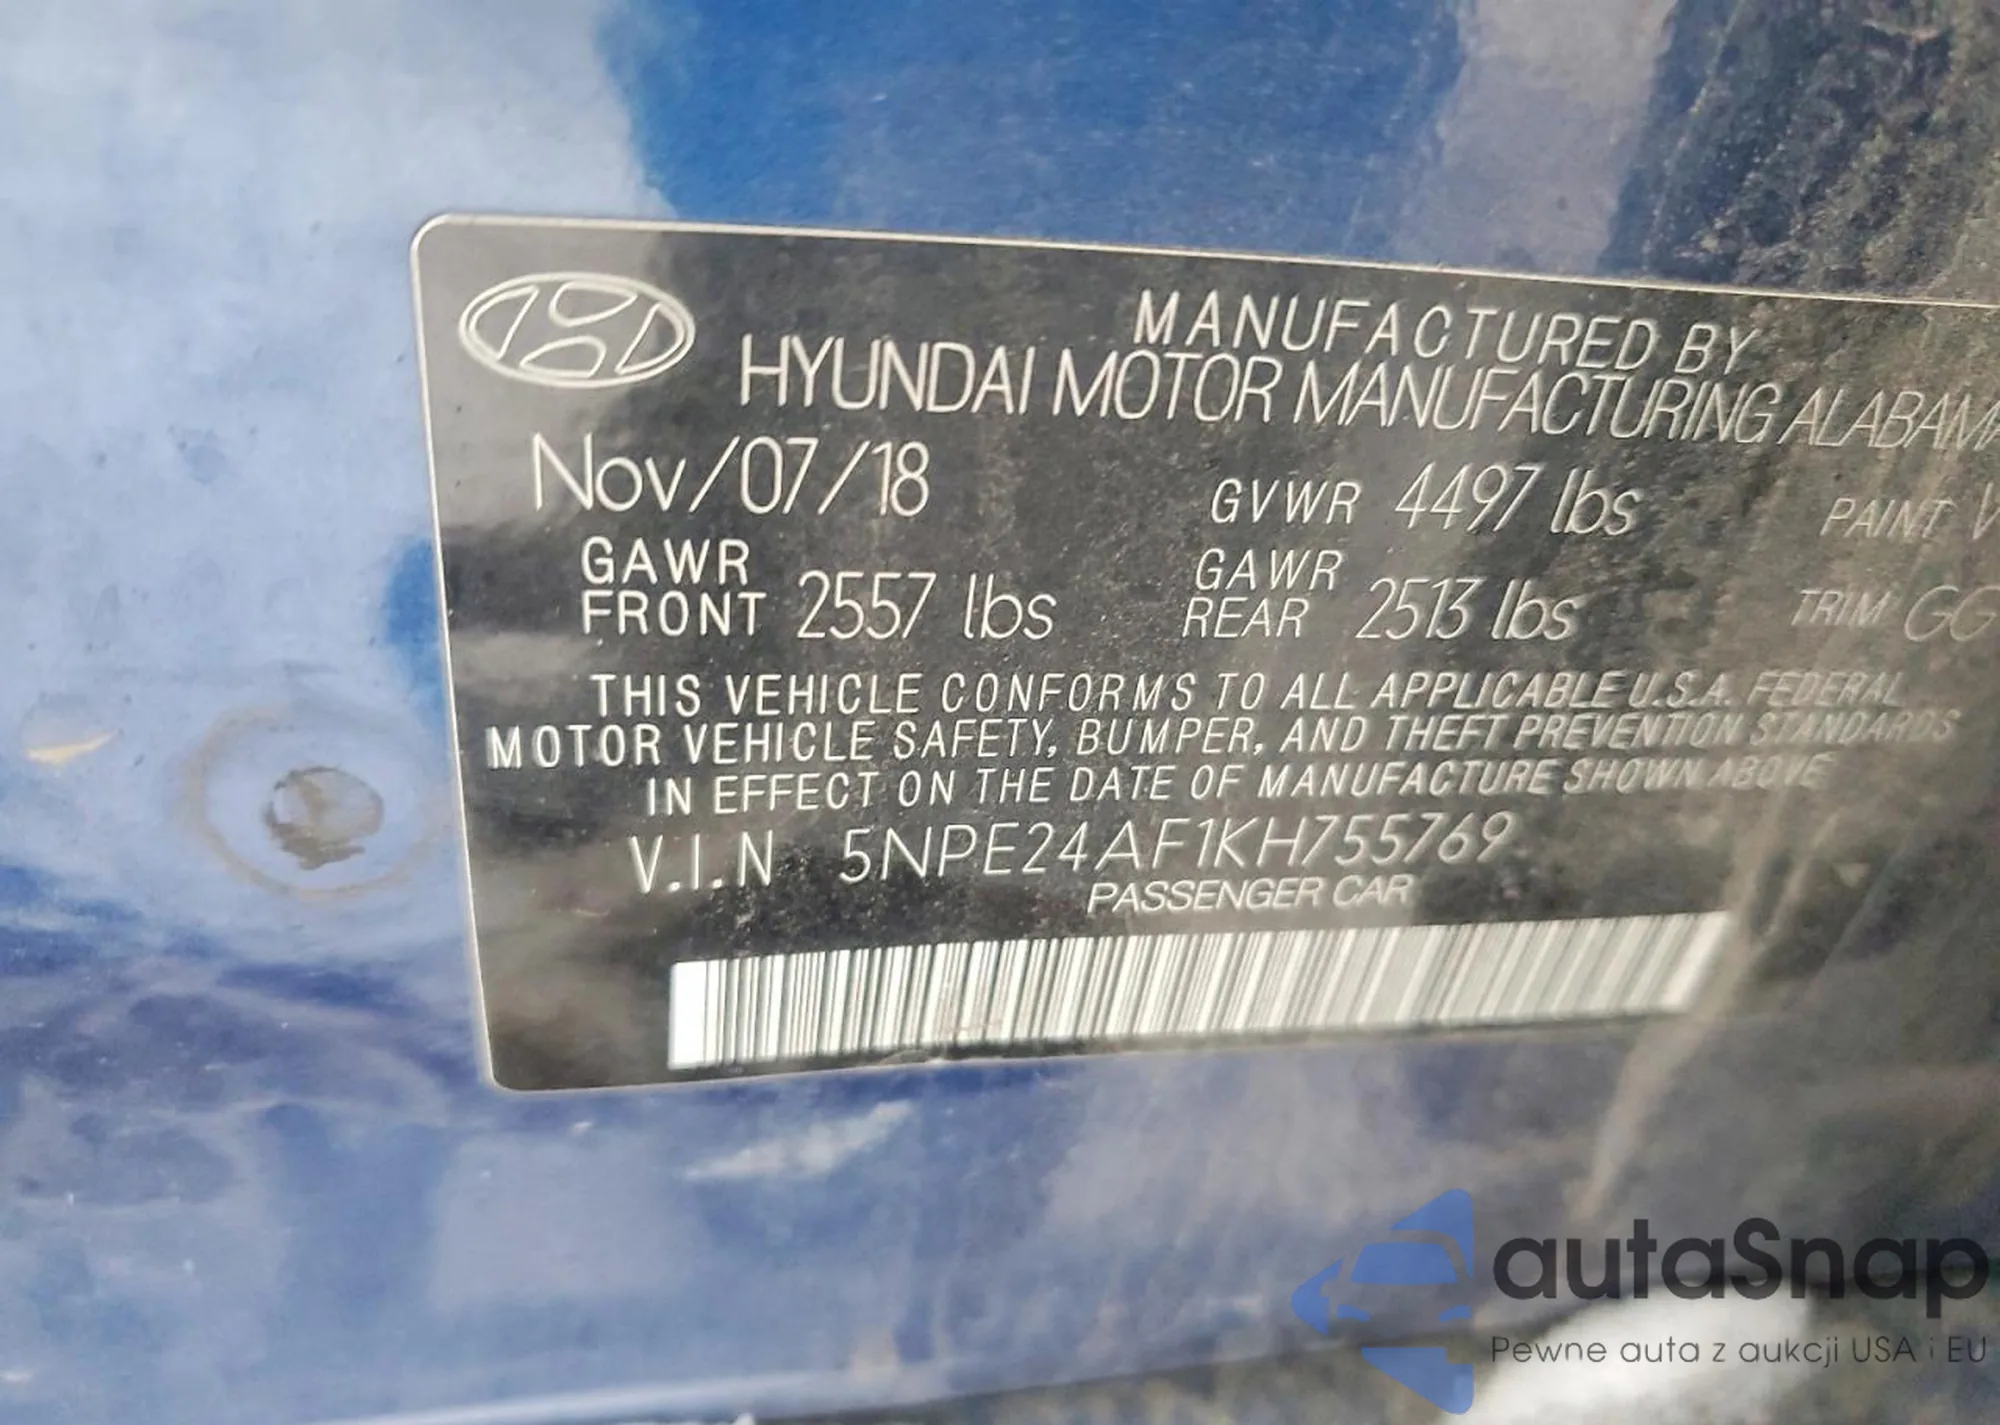 MANUFACTURED BY
HYUNDAI MOTOR MANUFACTURING ALABAMA
Nov/07/18 GVWR 4497 lbs PAINT
GAWR FRONT 2557 lbs GAWR REAR 2513 lbs TRIM GG
THIS VEHICLE CONFORMS TO ALL APPLICABLE U.S.A. FEDERAL
MOTOR VEHICLE SAFETY, BUMPER, AND THEFT PREVENTION STANDARDS
IN EFFECT ON THE DATE OF MANUFACTURE SHOWN ABOVE
V.I.N 5NPE24AF1KH755769
PASSENGER CAR
autaSnap
Pewne auta z aukcji USA i EU